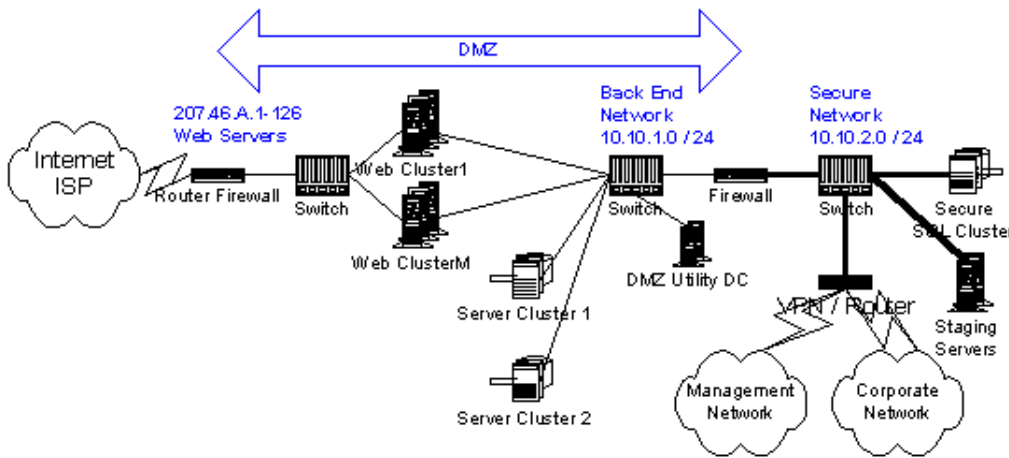 DMZ
207.46.A.1-126
Web Servers
Back End
Network
10.10.1.0 / 24
Secure
Network
10.10.2.0 / 24
Internet
ISP
Router Firewall
Switch
Web Cluster1
Web ClusterM
Switch
Firewall
Switch
Secure
SQL Cluster
DMZ Utility DC
Server Cluster 1
Server Cluster 2
VPN / Router
Staging
Servers
Management
Network
Corporate
Network